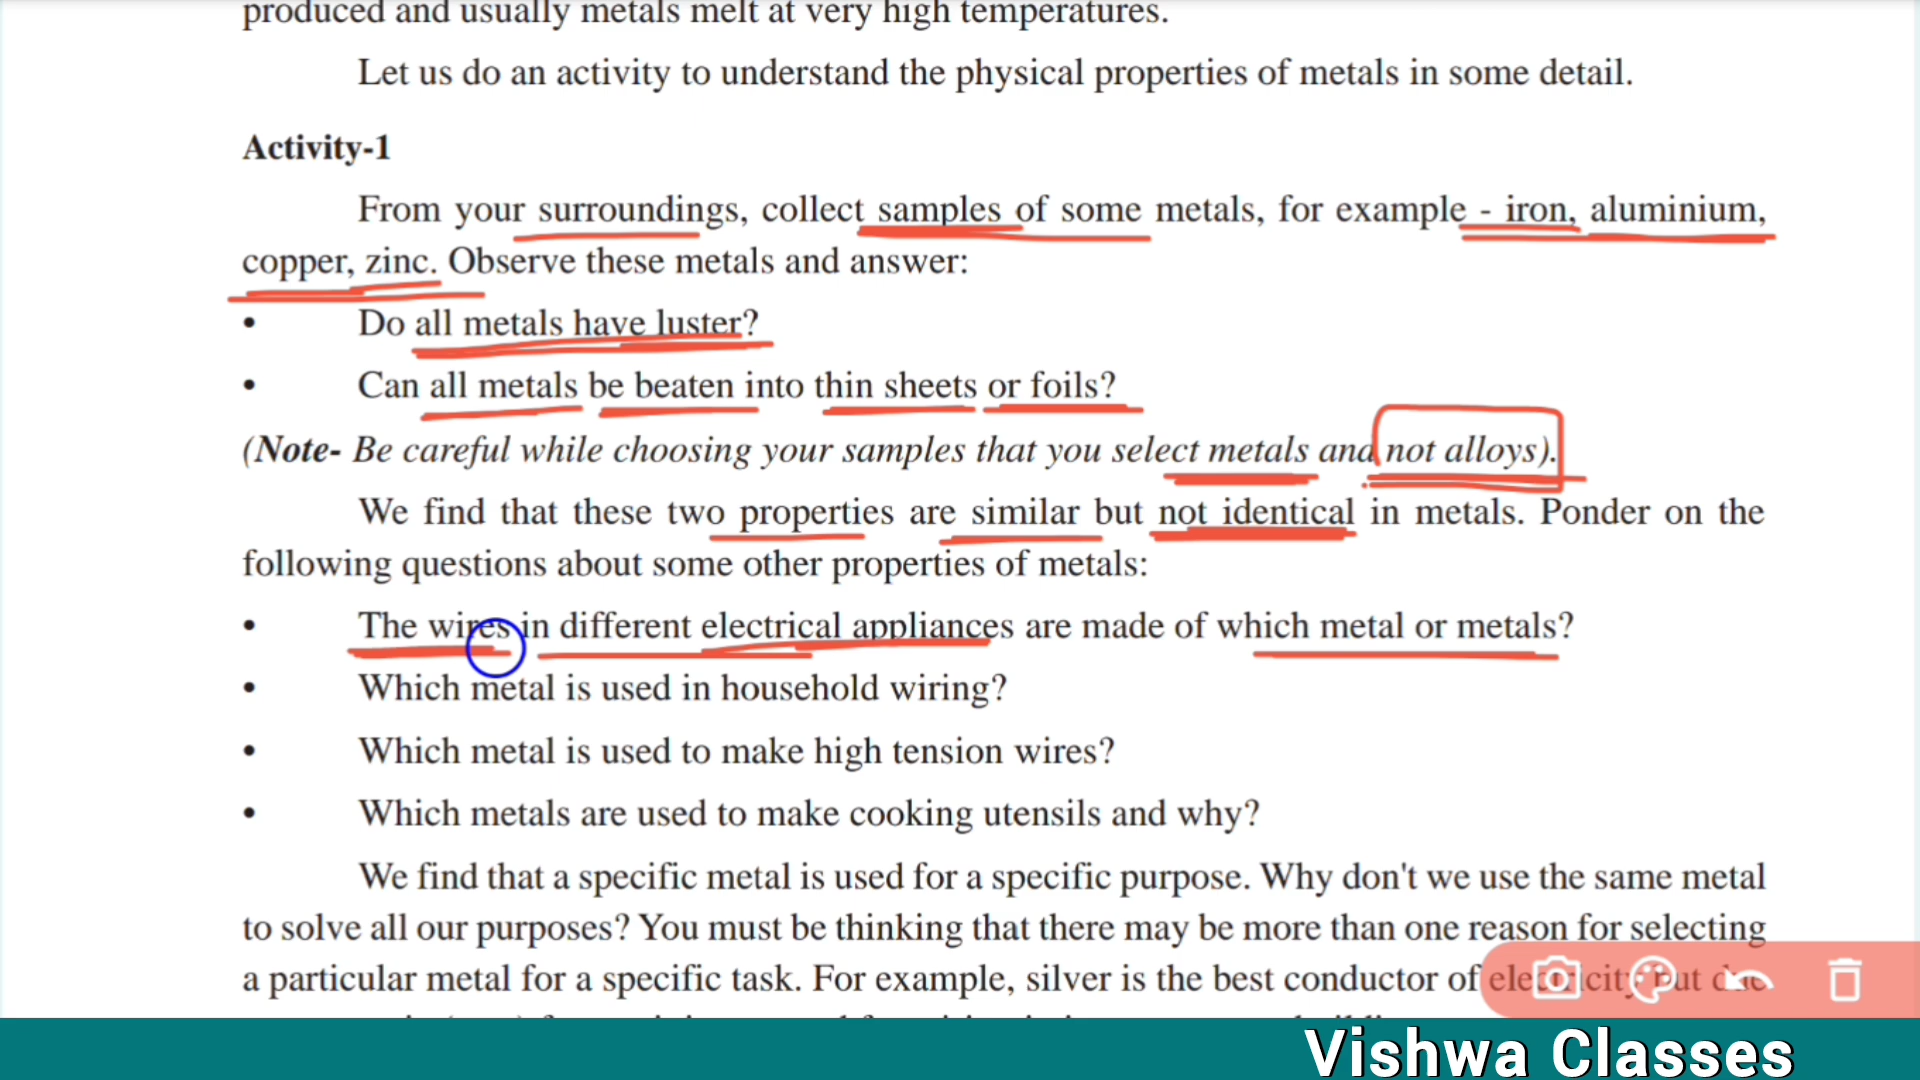 produced and usually metals melt at very high temperatures.
Let us do an activity to understand the physical properties of metals in some detail.
Activity-1
From your surroundings, collect samples of some metals, for example - iron, aluminium,
copper, zinc. Observe these metals and answer:
• Do all metals have luster?
• Can all metals be beaten into thin sheets or foils?
(Note- Be careful while choosing your samples that you select metals and not alloys).
We find that these two properties are similar but not identical in metals. Ponder on the
following questions about some other properties of metals:
• The wires in different electrical appliances are made of which metal or metals?
• Which metal is used in household wiring?
• Which metal is used to make high tension wires?
• Which metals are used to make cooking utensils and why?
We find that a specific metal is used for a specific purpose. Why don't we use the same metal
to solve all our purposes? You must be thinking that there may be more than one reason for selecting
a particular metal for a specific task. For example, silver is the best conductor of electricity but due
Vishwa Classes